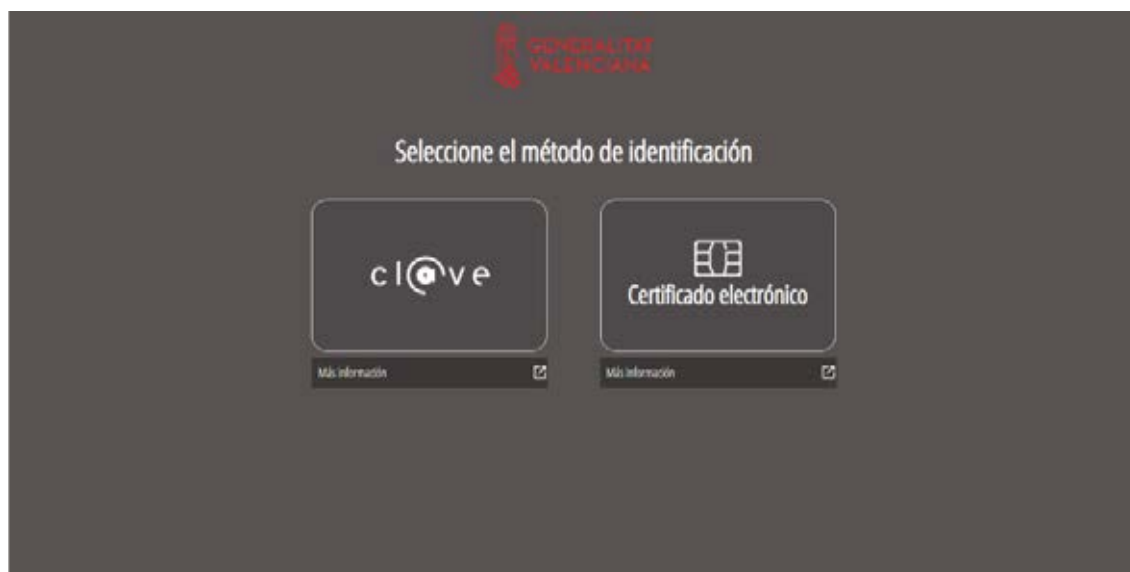 GENERALITAT
VALENCIANA
Seleccione el método de identificación
cl@ve
Certificado electrónico
Más información
Más información